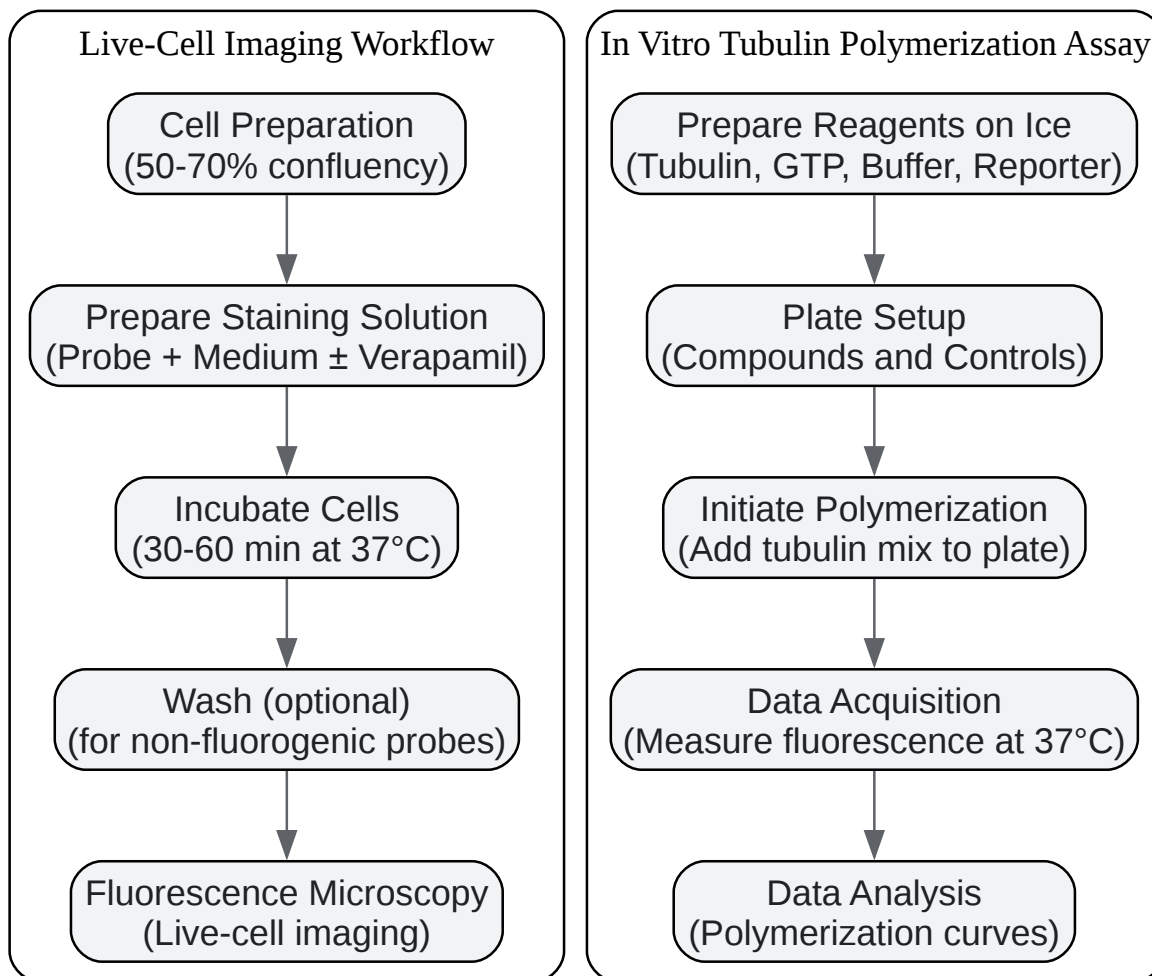 Live-Cell Imaging Workflow
Cell Preparation
(50-70% confluency)
Prepare Staining Solution
(Probe + Medium ± Verapamil)
Incubate Cells
(30-60 min at 37°C)
Wash (optional)
(for non-fluorogenic probes)
Fluorescence Microscopy
(Live-cell imaging)
In Vitro Tubulin Polymerization Assay
Prepare Reagents on Ice
(Tubulin, GTP, Buffer, Reporter)
Plate Setup
(Compounds and Controls)
Initiate Polymerization
(Add tubulin mix to plate)
Data Acquisition
(Measure fluorescence at 37°C)
Data Analysis
(Polymerization curves)